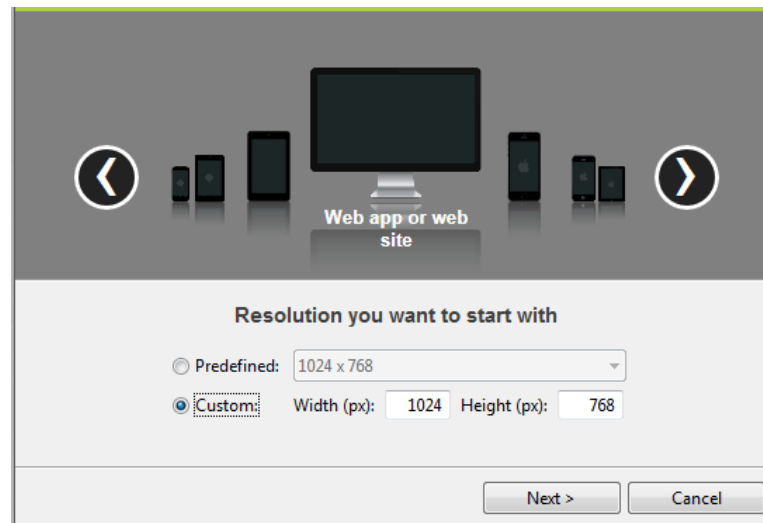 Web app or web
site
Resolution you want to start with
Predefined: 1024 x 768
Custom: Width (px): 1024 Height (px): 768
Next > Cancel